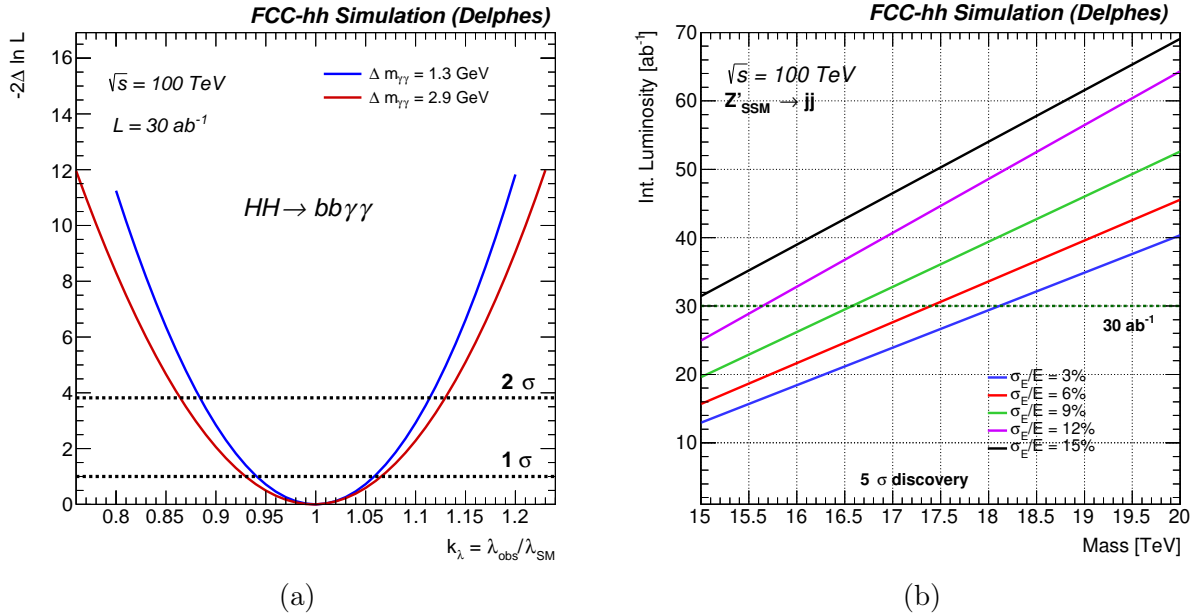 FCC-hh Simulation (Delphes)
-2Δ ln L
16
14
12
10
8
6
4
2
0
√s = 100 TeV
L = 30 ab⁻¹
Δ mγγ = 1.3 GeV
Δ mγγ = 2.9 GeV
HH→ bbγγ
2 σ
1 σ
0.8 0.85 0.9 0.95 1 1.05 1.1 1.15 1.2
k_λ = λ_obs/λ_SM
(a)
FCC-hh Simulation (Delphes)
Int. Luminosity [ab⁻¹]
70
60
50
40
30
20
10
√s = 100 TeV
Z'_SSM → jj
30 ab⁻¹
σ_E/E = 3%
σ_E/E = 6%
σ_E/E = 9%
σ_E/E = 12%
σ_E/E = 15%
5 σ discovery
15 15.5 16 16.5 17 17.5 18 18.5 19 19.5 20
Mass [TeV]
(b)